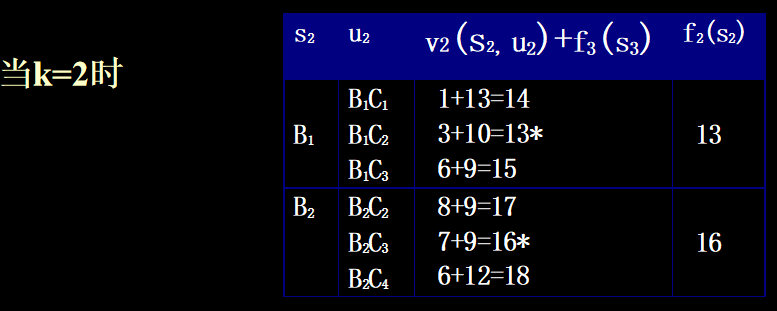 当k=2时
s₂ u₂ v₂(s₂, u₂)+f₃(s₃) f₂(s₂)
B₁C₁ 1+13=14
B₁ B₁C₂ 3+10=13* 13
B₁C₃ 6+9=15
B₂ B₂C₂ 8+9=17
B₂C₃ 7+9=16* 16
B₂C₄ 6+12=18